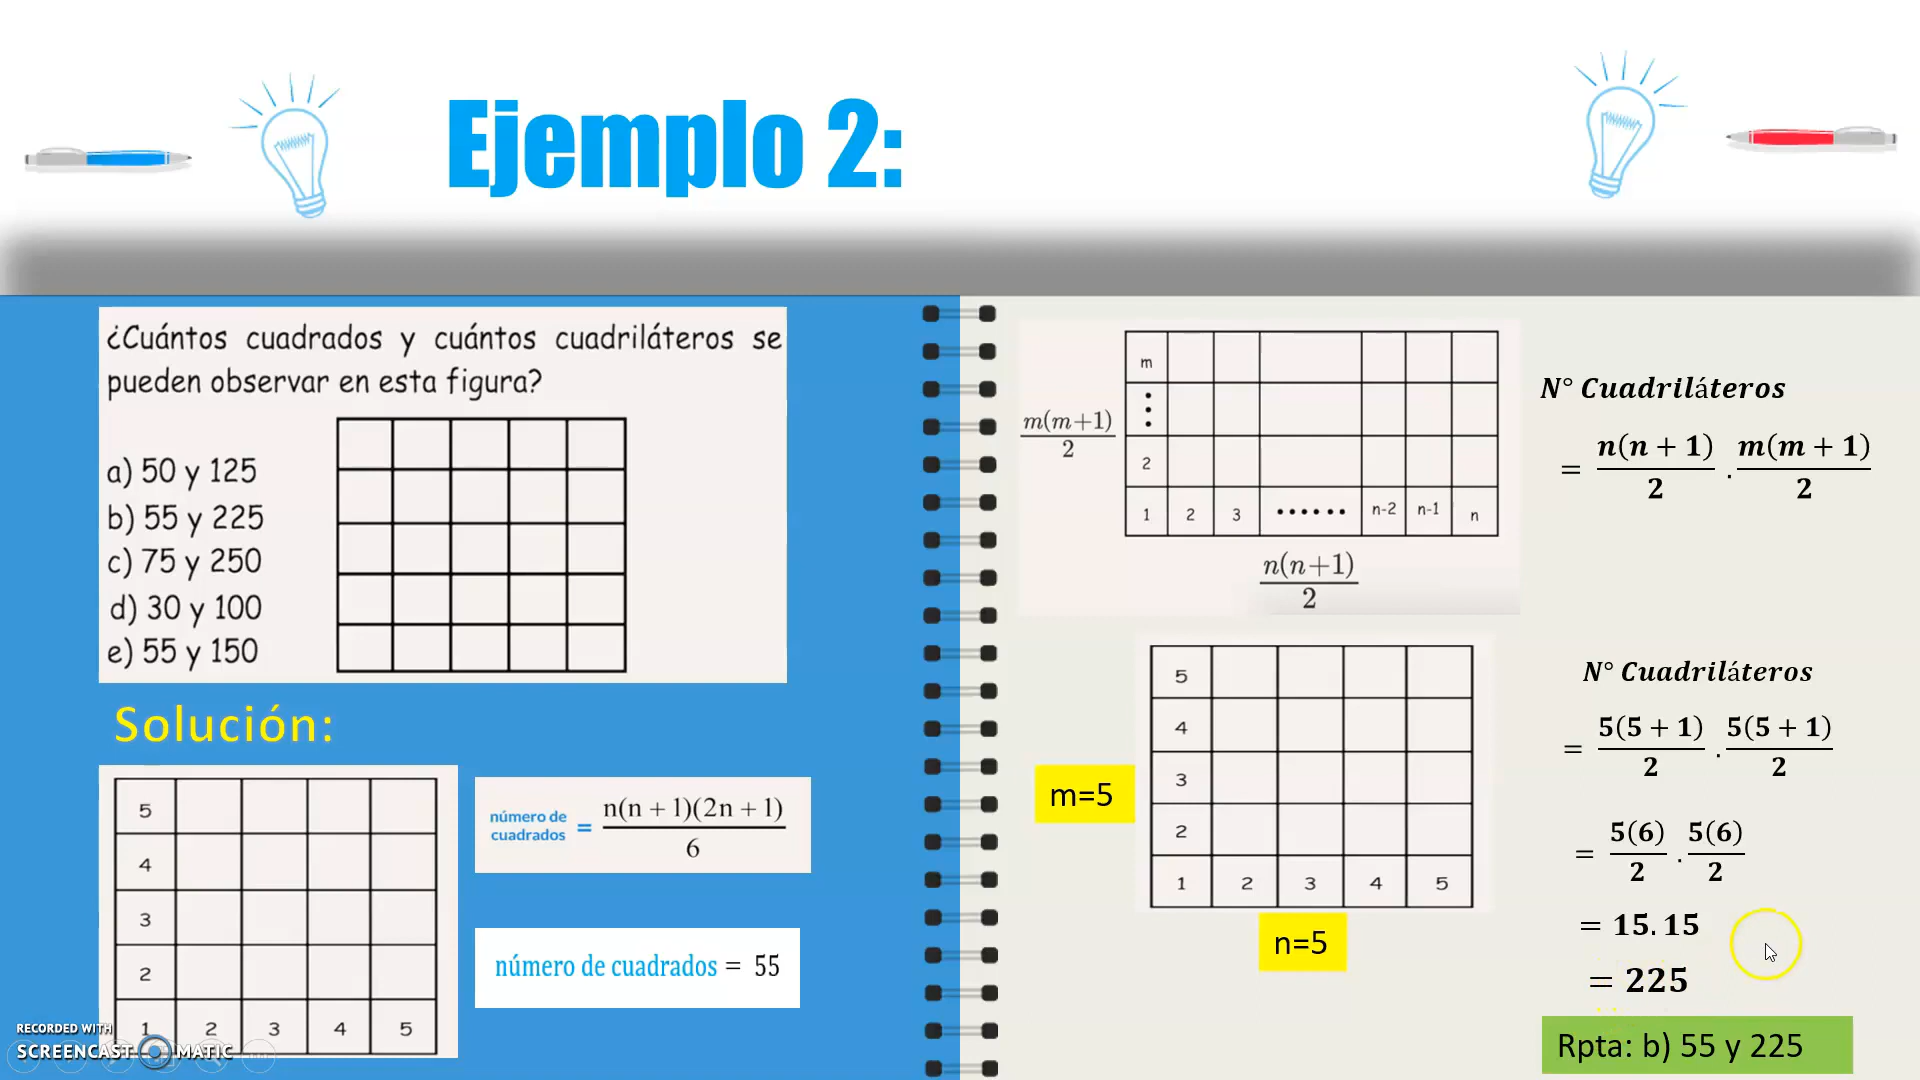 Ejemplo 2:
¿Cuántos cuadrados y cuántos cuadriláteros se
pueden observar en esta figura?
a) 50 y 125
b) 55 y 225
c) 75 y 250
d) 30 y 100
e) 55 y 150
Solución:
5
4
3
2
1 2 3 4 5
número de cuadrados = n(n + 1)(2n + 1) / 6
número de cuadrados = 55
m
⋮
2
1 2 3 ...... n-2 n-1 n
m(m+1) / 2
n(n+1) / 2
N° Cuadriláteros
= n(n + 1) / 2 . m(m + 1) / 2
5
4
3
2
1 2 3 4 5
m=5
n=5
N° Cuadriláteros
= 5(5 + 1) / 2 . 5(5 + 1) / 2
= 5(6) / 2 . 5(6) / 2
= 15. 15
= 225
Rpta: b) 55 y 225
RECORDED WITH
SCREENCAST MATIC